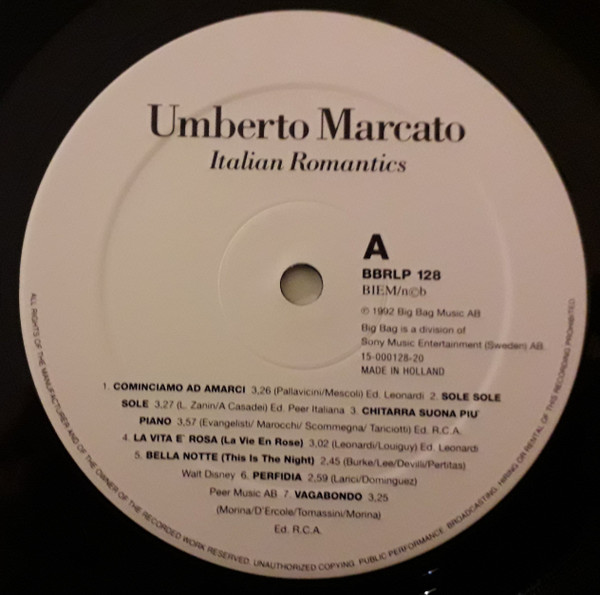 Umberto Marcato
Italian Romantics
A
BBRLP 128
BIEM/n©b
℗ 1992 Big Bag Music AB
Big Bag is a division of
Sony Music Entertainment (Sweden) AB.
15-000128-20
MADE IN HOLLAND
1. COMINCIAMO AD AMARCI 3,26 (Pallavicini/Mescoli) Ed. Leonardi 2. SOLE SOLE
SOLE 3,27 (L. Zanin/A Casadei) Ed. Peer Italiana 3. CHITARRA SUONA PIU'
PIANO 3,57 (Evangelisti/ Marocchi/ Scommegna/ Tariciotti) Ed. R.C.A.
4. LA VITA E' ROSA (La Vie En Rose) 3,02 (Leonardi/Louiguy) Ed. Leonardi
5. BELLA NOTTE (This Is The Night) 2,45 (Burke/Lee/Devilli/Pertitas)
Walt Disney 6. PERFIDIA 2,59 (Lanci/Dominguez)
Peer Music AB 7. VAGABONDO 3,25
(Morina/D'Ercole/Tomassini/Morina)
Ed. R.C.A.
ALL RIGHTS OF THE MANUFACTURER AND OF THE OWNER OF THE RECORDED WORK RESERVED. UNAUTHORIZED COPYING. PUBLIC PERFORMANCE. BROADCASTING. HIRING OR RENTAL OF THIS RECORDING PROHIBITED.